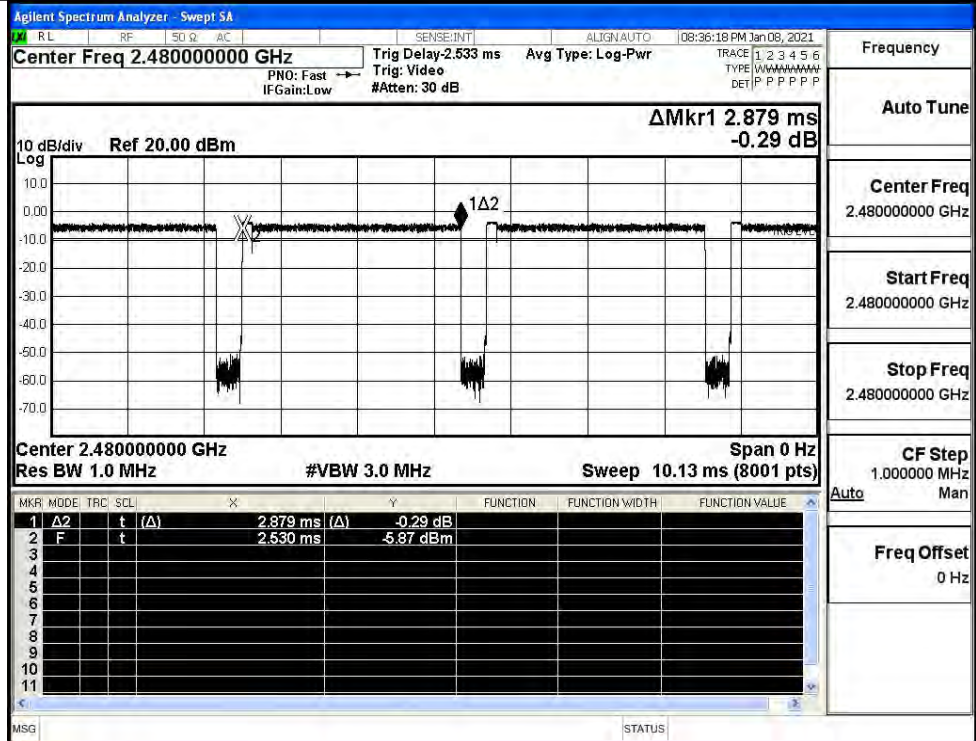 Agilent Spectrum Analyzer - Swept SA
RL RF 50 Ω AC SENSE:INT ALIGNAUTO 08:36:18 PM Jan 08, 2021
Center Freq 2.480000000 GHz
PNO: Fast
IFGain:Low
Trig Delay-2.533 ms
Trig: Video
#Atten: 30 dB
Avg Type: Log-Pwr
TRACE 1 2 3 4 5 6
TYPE WWWWWW
DET P P P P P P
ΔMkr1 2.879 ms
-0.29 dB
10 dB/div Ref 20.00 dBm
Log
10.0
0.00
-10.0
-20.0
-30.0
-40.0
-50.0
-60.0
-70.0
1Δ2
2
Center 2.480000000 GHz Span 0 Hz
Res BW 1.0 MHz #VBW 3.0 MHz Sweep 10.13 ms (8001 pts)
MKR MODE TRC SCL X Y FUNCTION FUNCTION WIDTH FUNCTION VALUE
1 Δ2 t (Δ) 2.879 ms (Δ) -0.29 dB
2 F t 2.530 ms -5.87 dBm
3
4
5
6
7
8
9
10
11
MSG STATUS
Frequency
Auto Tune
Center Freq
2.480000000 GHz
Start Freq
2.480000000 GHz
Stop Freq
2.480000000 GHz
CF Step
1.000000 MHz
Auto Man
Freq Offset
0 Hz